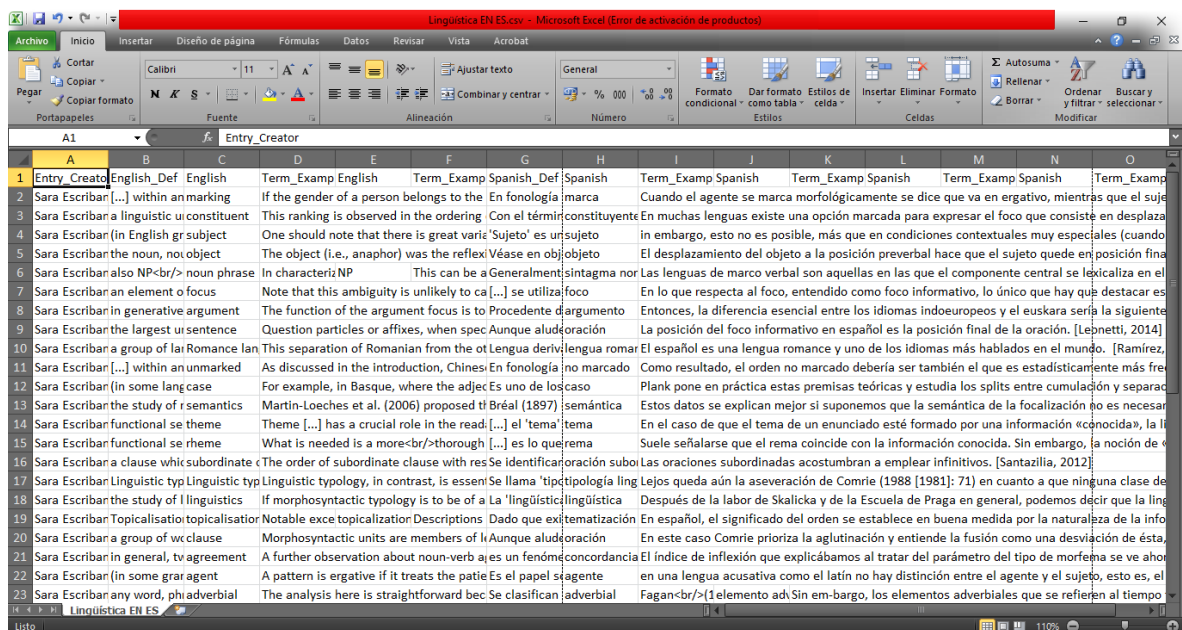 Lingüística EN ES.csv - Microsoft Excel (Error de activación de productos)
Archivo Inicio Insertar Diseño de página Fórmulas Datos Revisar Vista Acrobat
Pegar Cortar Copiar Copiar formato Portapapeles
Calibri 11 N K S Fuente
Ajustar texto Combinar y centrar Alineación
General % 000 Número
Formato condicional Dar formato como tabla Estilos de celda Estilos
Insertar Eliminar Formato Celdas
Autosuma Rellenar Borrar Ordenar y filtrar Buscar y seleccionar Modificar
A1 fx Entry_Creator
A B C D E F G H I J K L M N O
1 Entry_Creato English_Def English Term_Examp English Term_Examp Spanish_Def Spanish Term_Examp Spanish Term_Examp Spanish Term_Examp Spanish Term_Examp
2 Sara Escriban [...] within an marking If the gender of a person belongs to the En fonología marca Cuando el agente se marca morfológicamente se dice que va en ergativo, mientras que el suje
3 Sara Escriban a linguistic u constituent This ranking is observed in the ordering Con el términ constituyente En muchas lenguas existe una opción marcada para expresar el foco que consiste en desplaza
4 Sara Escriban (in English gr subject One should note that there is great varia 'Sujeto' es un sujeto in embargo, esto no es posible, más que en condiciones contextuales muy especiales (cuando
5 Sara Escriban the noun, nou object The object (i.e., anaphor) was the reflexi Véase en obj objeto El desplazamiento del objeto a la posición preverbal hace que el sujeto quede en posición fina
6 Sara Escriban also NP<br/> noun phrase In characteriz NP This can be a Generalment sintagma nor Las lenguas de marco verbal son aquellas en las que el componente central se lexicaliza en el
7 Sara Escriban an element o focus Note that this ambiguity is unlikely to ca [...] se utiliza foco En lo que respecta al foco, entendido como foco informativo, lo único que hay que destacar es
8 Sara Escriban in generative argument The function of the argument focus is to Procedente d argumento Entonces, la diferencia esencial entre los idiomas indoeuropeos y el euskara sería la siguiente
9 Sara Escriban the largest ur sentence Question particles or affixes, when spec Aunque alude oración La posición del foco informativo en español es la posición final de la oración. [Leonetti, 2014]
10 Sara Escriban a group of lar Romance lan This separation of Romanian from the ot Lengua deriv lengua romar El español es una lengua romance y uno de los idiomas más hablados en el mundo. [Ramírez,
11 Sara Escriban [...] within an unmarked As discussed in the introduction, Chines En fonología no marcado Como resultado, el orden no marcado debería ser también el que es estadísticamente más frec
12 Sara Escriban (in some lang case For example, in Basque, where the adjec Es uno de los caso Plank pone en práctica estas premisas teóricas y estudia los splits entre cumulación y separac
13 Sara Escriban the study of r semantics Martin-Loeches et al. (2006) proposed th Bréal (1897) semántica Estos datos se explican mejor si suponemos que la semántica de la focalización no es necesar
14 Sara Escriban functional se theme Theme [...] has a crucial role in the read [...] el 'tema' tema En el caso de que el tema de un enunciado esté formado por una información «conocida», la li
15 Sara Escriban functional se rheme What is needed is a more<br/>thorough [...] es lo que rema Suele señalarse que el rema coincide con la información conocida. Sin embargo, la noción de «
16 Sara Escriban a clause whic subordinate c The order of subordinate clause with res Se identifican oración subo Las oraciones subordinadas acostumbran a emplear infinitivos. [Santazilia, 2012]
17 Sara Escriban Linguistic typ Linguistic typ Linguistic typology, in contrast, is essent Se llama 'tipo tipología ling Lejos queda aún la aseveración de Comrie (1988 [1981]: 71) en cuanto a que ninguna clase de
18 Sara Escriban the study of l linguistics If morphosyntactic typology is to be of a La 'lingüística lingüística Después de la labor de Skalicka y de la Escuela de Praga en general, podemos decir que la ling
19 Sara Escriban Topicalisatio topicalisation Notable exce topicalization Descriptions Dado que exi tematización En español, el significado del orden se establece en buena medida por la naturaleza de la info
20 Sara Escriban a group of wo clause Morphosyntactic units are members of le Aunque alude oración En este caso Comrie prioriza la aglutinación y entiende la fusión como una desviación de ésta,
21 Sara Escriban in general, tw agreement A further observation about noun-verb a es un fenóme concordancia El índice de inflexión que explicábamos al tratar del parámetro del tipo de morfema se ve ahor
22 Sara Escriban (in some grar agent A pattern is ergative if it treats the patie Es el papel s agente en una lengua acusativa como el latín no hay distinción entre el agente y el sujeto, esto es, el
23 Sara Escriban any word, phr adverbial The analysis here is straightforward bec Se clasifican adverbial Fagan<br/>(1 elemento adv Sin em-bargo, los elementos adverbiales que se refieren al tiempo
Lingüística EN ES
Listo 110%